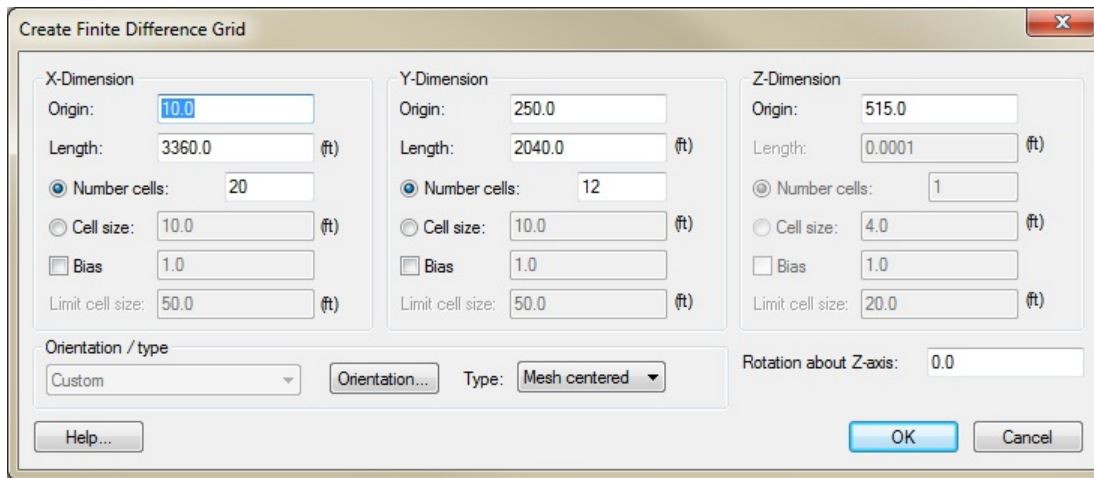 Create Finite Difference Grid
X
X-Dimension
Origin: 10.0
Length: 3360.0 (ft)
Number cells: 20
Cell size: 10.0 (ft)
Bias 1.0
Limit cell size: 50.0 (ft)
Y-Dimension
Origin: 250.0
Length: 2040.0 (ft)
Number cells: 12
Cell size: 10.0 (ft)
Bias 1.0
Limit cell size: 50.0 (ft)
Z-Dimension
Origin: 515.0
Length: 0.0001 (ft)
Number cells: 1
Cell size: 4.0 (ft)
Bias 1.0
Limit cell size: 20.0 (ft)
Orientation / type
Custom Orientation... Type: Mesh centered
Rotation about Z-axis: 0.0
Help... OK Cancel